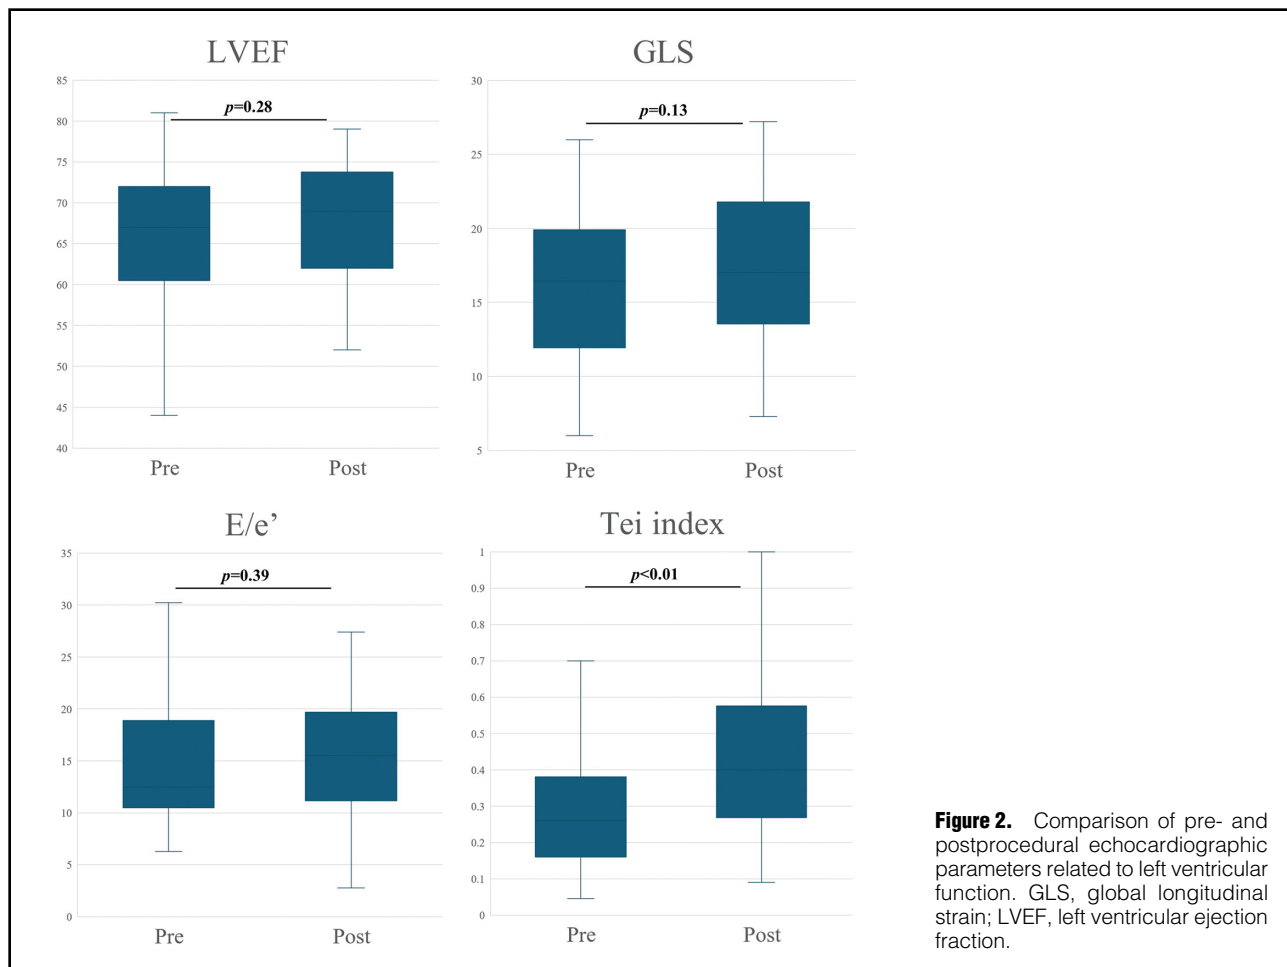 LVEF
85
80
75
70
65
60
55
50
45
40
p=0.28
Pre
Post
GLS
30
25
20
15
10
5
p=0.13
Pre
Post
E/e’
35
30
25
20
15
10
5
0
p=0.39
Pre
Post
Tei index
1
0.9
0.8
0.7
0.6
0.5
0.4
0.3
0.2
0.1
0
p<0.01
Pre
Post
Figure 2. Comparison of pre- and
postprocedural echocardiographic
parameters related to left ventricular
function. GLS, global longitudinal
strain; LVEF, left ventricular ejection
fraction.